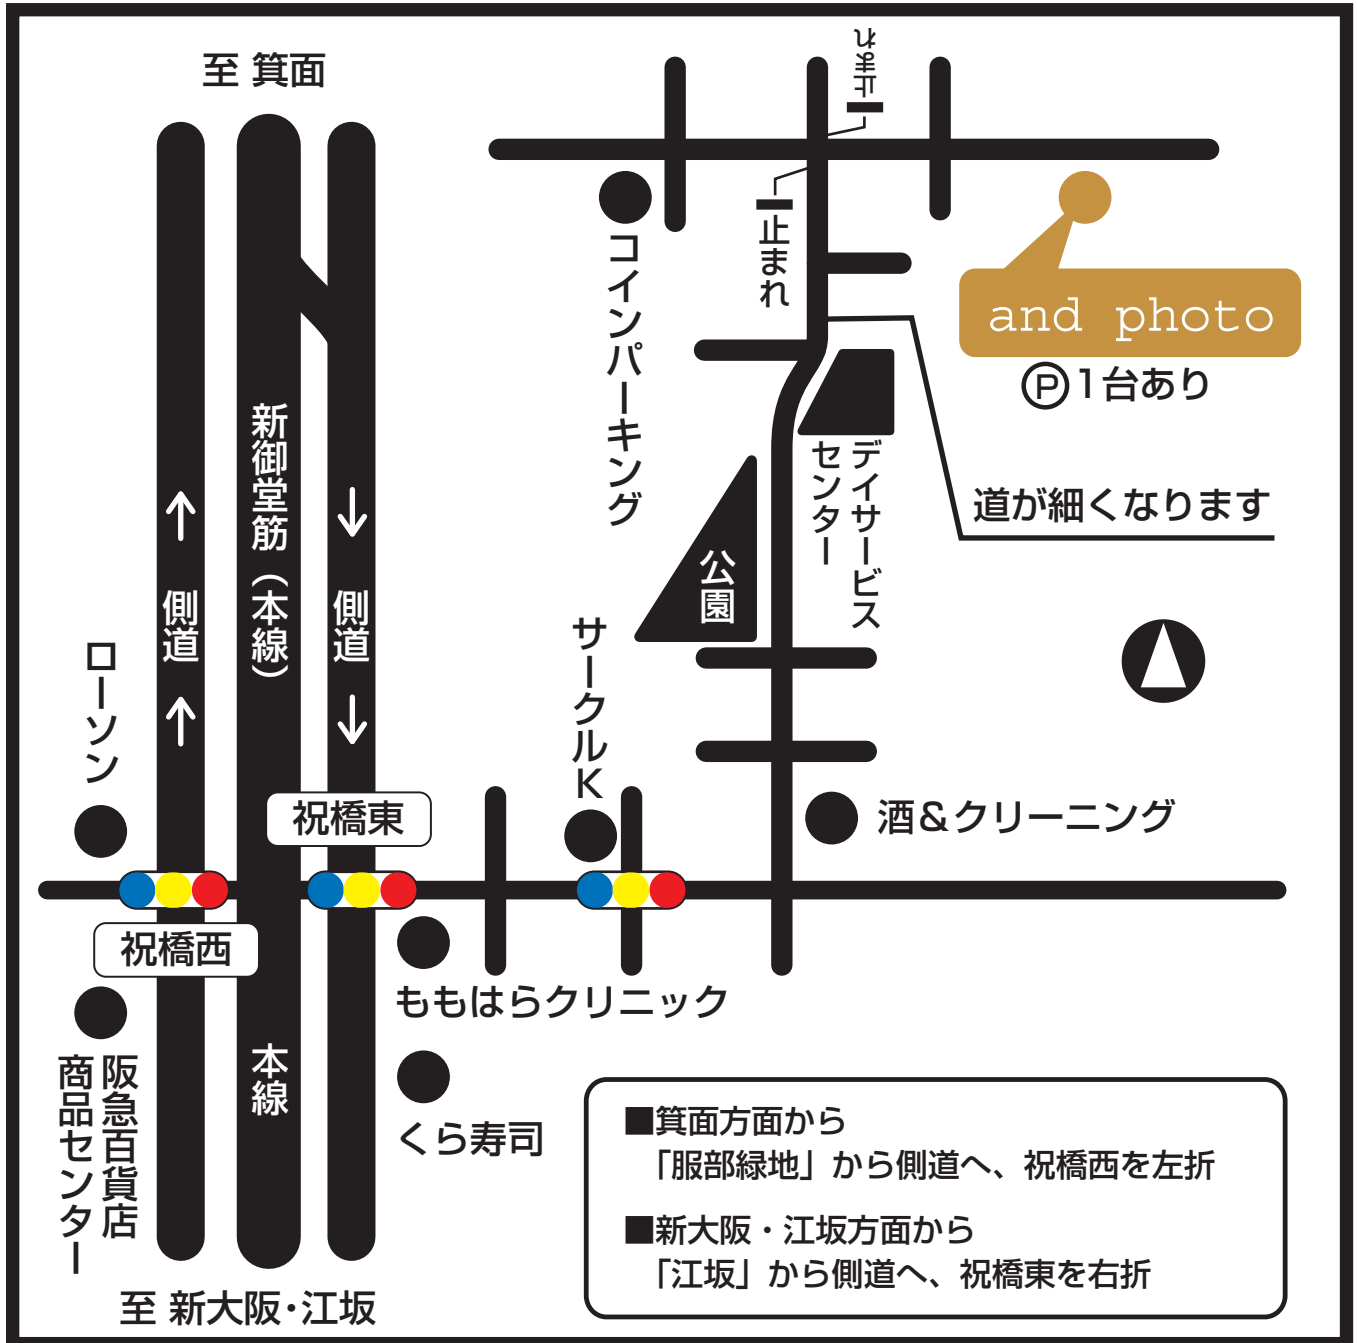 至 箕面
止まれ
止まれ
コインパーキング
and photo
Ⓟ1台あり
新御堂筋(本線)
デイサービス
センター
道が細くなります
公園
側道
側道
サークルK
ローソン
祝橋東
酒&クリーニング
祝橋西
ももはらクリニック
本線
阪急百貨店
商品センター
くら寿司
■箕面方面から
「服部緑地」から側道へ、祝橋西を左折
■新大阪・江坂方面から
「江坂」から側道へ、祝橋東を右折
至 新大阪・江坂